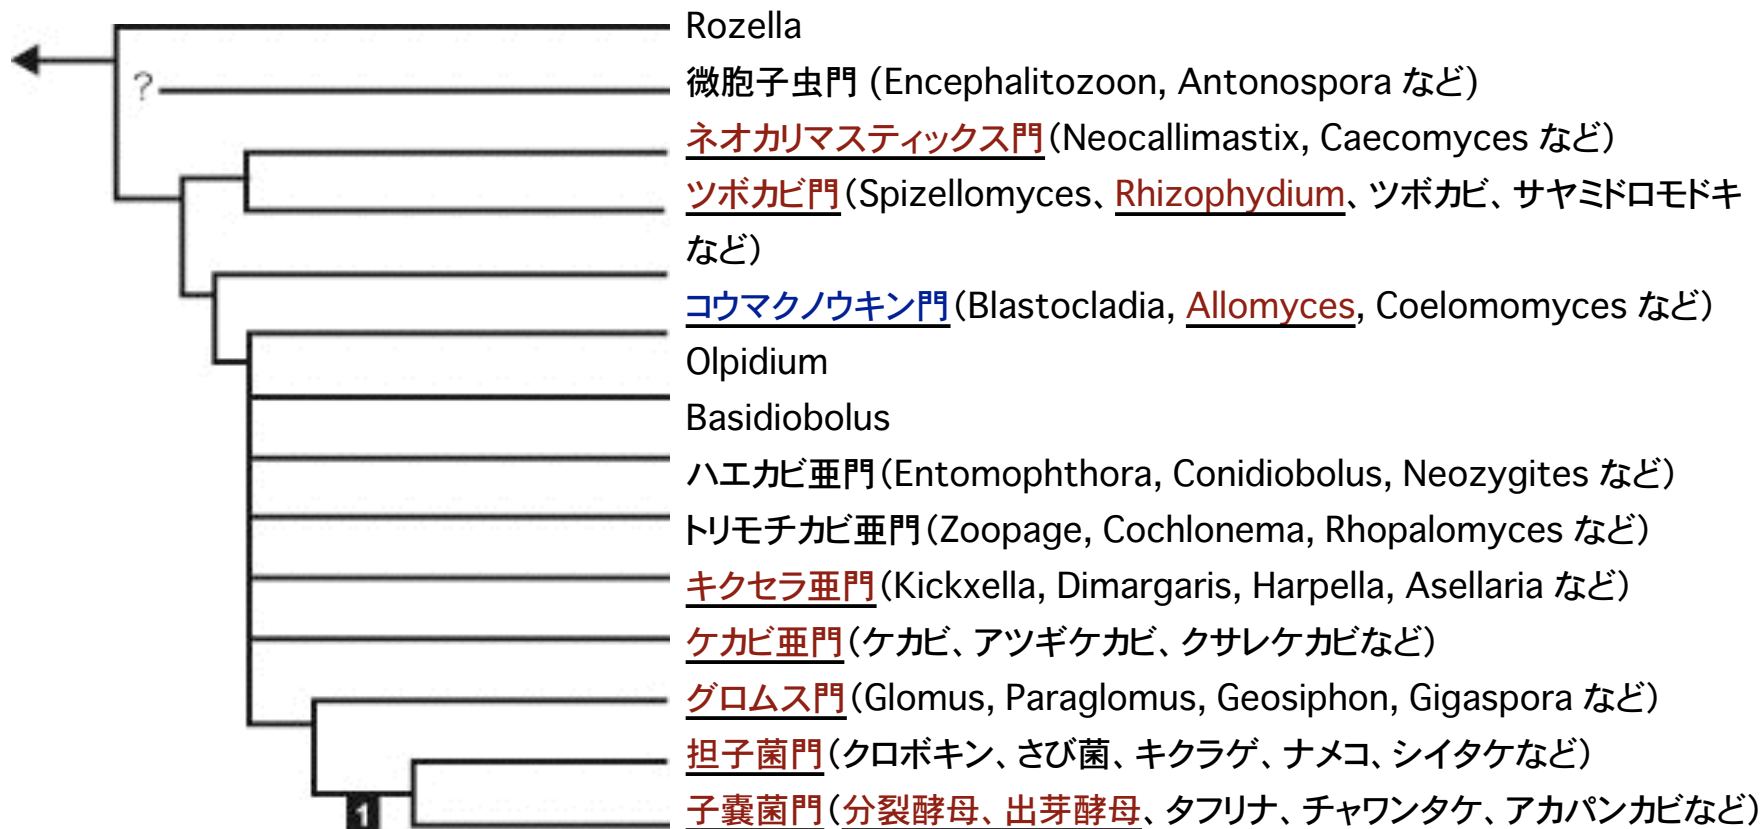 Rozella
?
微胞子虫門 (Encephalitozoon, Antonospora など)
ネオカリマスティックス門(Neocallimastix, Caecomyces など)
ツボカビ門(Spizellomyces、Rhizophydium、ツボカビ、サヤミドロモドキ
など)
コウマクノウキン門(Blastocladia, Allomyces, Coelomomyces など)
Olpidium
Basidiobolus
ハエカビ亜門(Entomophthora, Conidiobolus, Neozygites など)
トリモチカビ亜門(Zoopage, Cochlonema, Rhopalomyces など)
キクセラ亜門(Kickxella, Dimargaris, Harpella, Asellaria など)
ケカビ亜門(ケカビ、アツギケカビ、クサレケカビなど)
グロムス門(Glomus, Paraglomus, Geosiphon, Gigaspora など)
担子菌門(クロボキン、さび菌、キクラゲ、ナメコ、シイタケなど)
1
子嚢菌門(分裂酵母、出芽酵母、タフリナ、チャワンタケ、アカパンカビなど)